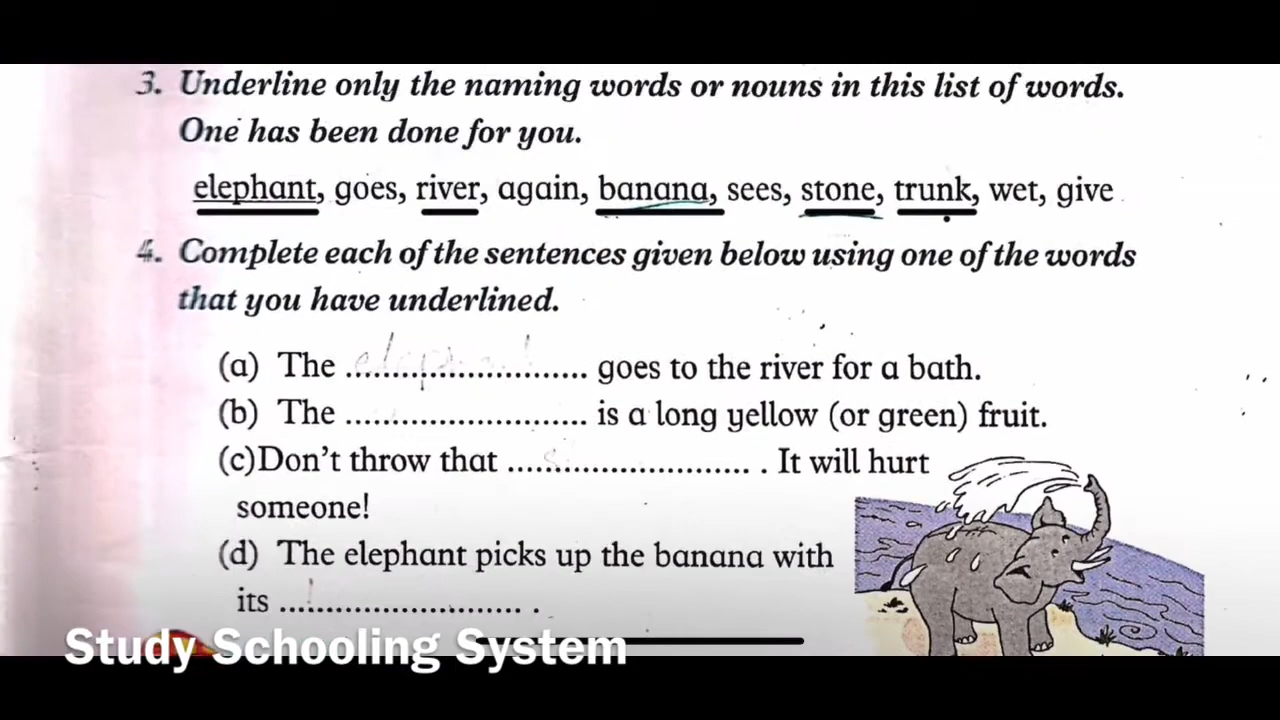 3. Underline only the naming words or nouns in this list of words.
One has been done for you.
elephant, goes, river, again, banana, sees, stone, trunk, wet, give
4. Complete each of the sentences given below using one of the words
that you have underlined.
(a) The ........................... goes to the river for a bath.
(b) The ........................... is a long yellow (or green) fruit.
(c)Don't throw that ........................... . It will hurt
someone!
(d) The elephant picks up the banana with
its ........................... .
Study Schooling System